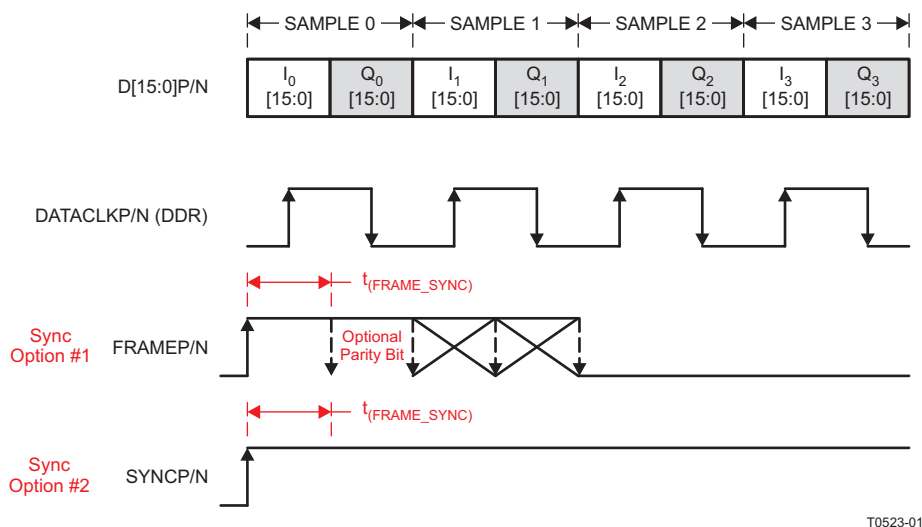 SAMPLE 0 SAMPLE 1 SAMPLE 2 SAMPLE 3
D[15:0]P/N
I0 [15:0]
Q0 [15:0]
I1 [15:0]
Q1 [15:0]
I2 [15:0]
Q2 [15:0]
I3 [15:0]
Q3 [15:0]
DATACLKP/N (DDR)
t(FRAME_SYNC)
Sync
Option #1
FRAMEP/N
Optional
Parity Bit
t(FRAME_SYNC)
Sync
Option #2
SYNCP/N
T0523-01